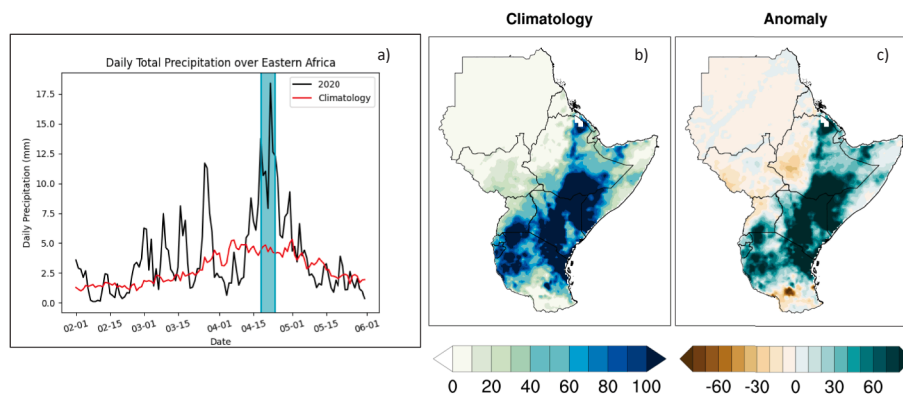 Climatology
Anomaly
a)
b)
c)
Daily Total Precipitation over Eastern Africa
2020
Climatology
17.5
15.0
12.5
10.0
7.5
5.0
2.5
0.0
Daily Precipitation (mm)
02-01
02-15
03-01
03-15
04-01
04-15
05-01
05-15
06-01
Date
0 20 40 60 80 100
-60 -30 0 30 60